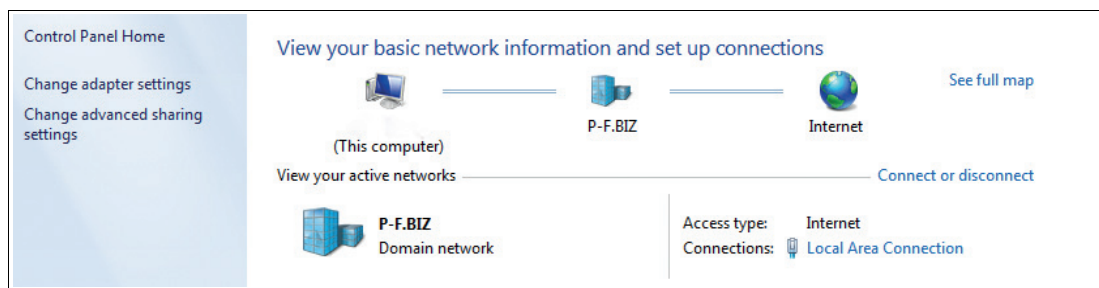 Control Panel Home
Change adapter settings
Change advanced sharing
settings
View your basic network information and set up connections
See full map
P-F.BIZ
Internet
(This computer)
View your active networks
Connect or disconnect
P-F.BIZ
Domain network
Access type: Internet
Connections: Local Area Connection